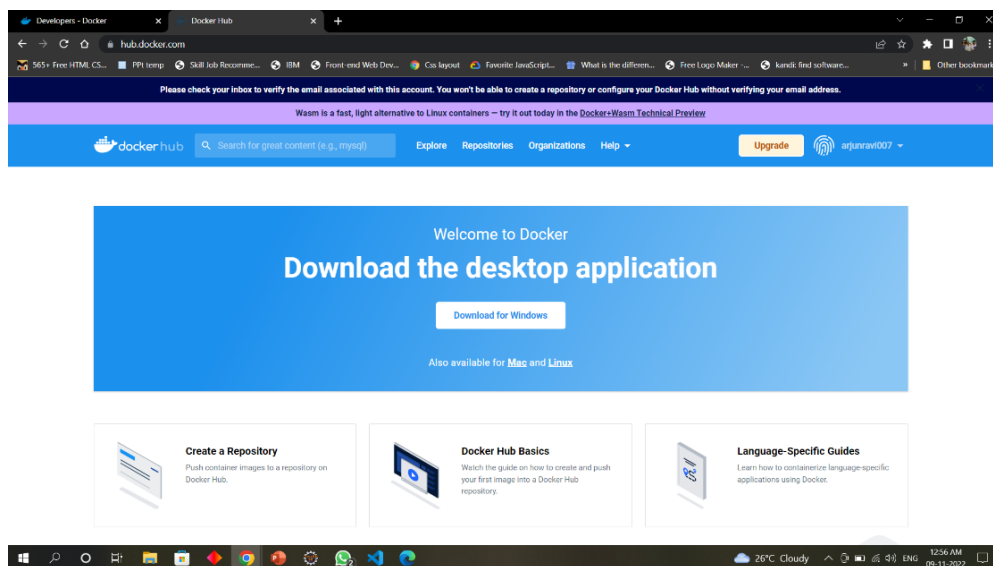 Developers - Docker
Docker Hub
hub.docker.com
565+ Free HTML CS...
PPt temp
Skill Job Recomme...
IBM
Front-end Web Dev...
Css layout
Favorite JavaScript...
What is the differen...
Free Logo Maker -...
kandi: find software...
»
Other bookmark
Please check your inbox to verify the email associated with this account. You won't be able to create a repository or configure your Docker Hub without verifying your email address.
Wasm is a fast, light alternative to Linux containers — try it out today in the Docker+Wasm Technical Preview
dockerhub
Search for great content (e.g., mysql)
Explore
Repositories
Organizations
Help
Upgrade
arjunravi007
Welcome to Docker
Download the desktop application
Download for Windows
Also available for Mac and Linux
Create a Repository
Push container images to a repository on
Docker Hub.
Docker Hub Basics
Watch the guide on how to create and push
your first image into a Docker Hub
repository.
Language-Specific Guides
Learn how to containerize language-specific
applications using Docker.
26°C Cloudy
ENG
12:56 AM
09-11-2022